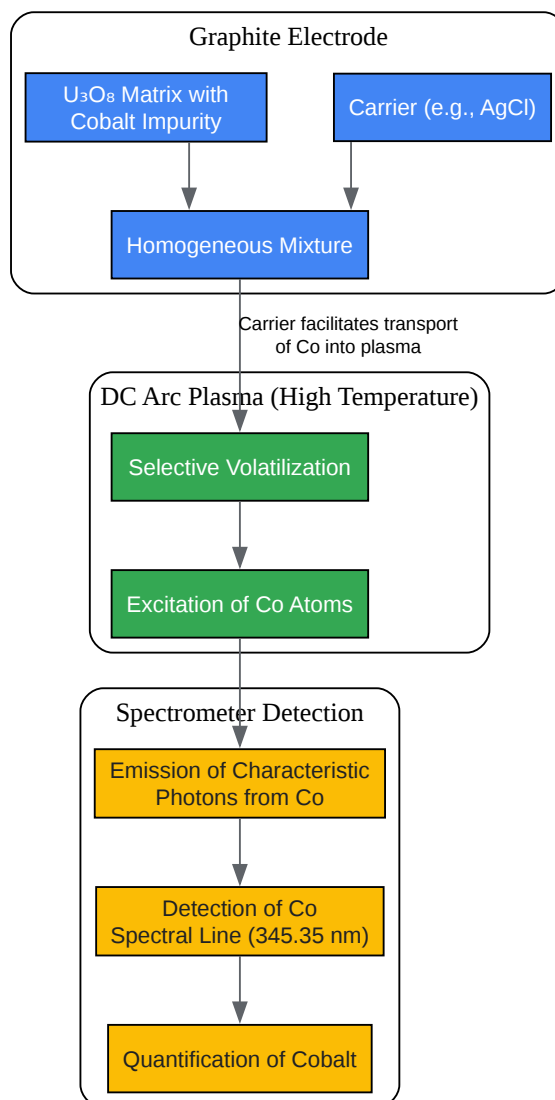 Graphite Electrode
U₃O₈ Matrix with
Cobalt Impurity
Carrier (e.g., AgCl)
Homogeneous Mixture
Carrier facilitates transport
of Co into plasma
DC Arc Plasma (High Temperature)
Selective Volatilization
Excitation of Co Atoms
Spectrometer Detection
Emission of Characteristic
Photons from Co
Detection of Co
Spectral Line (345.35 nm)
Quantification of Cobalt